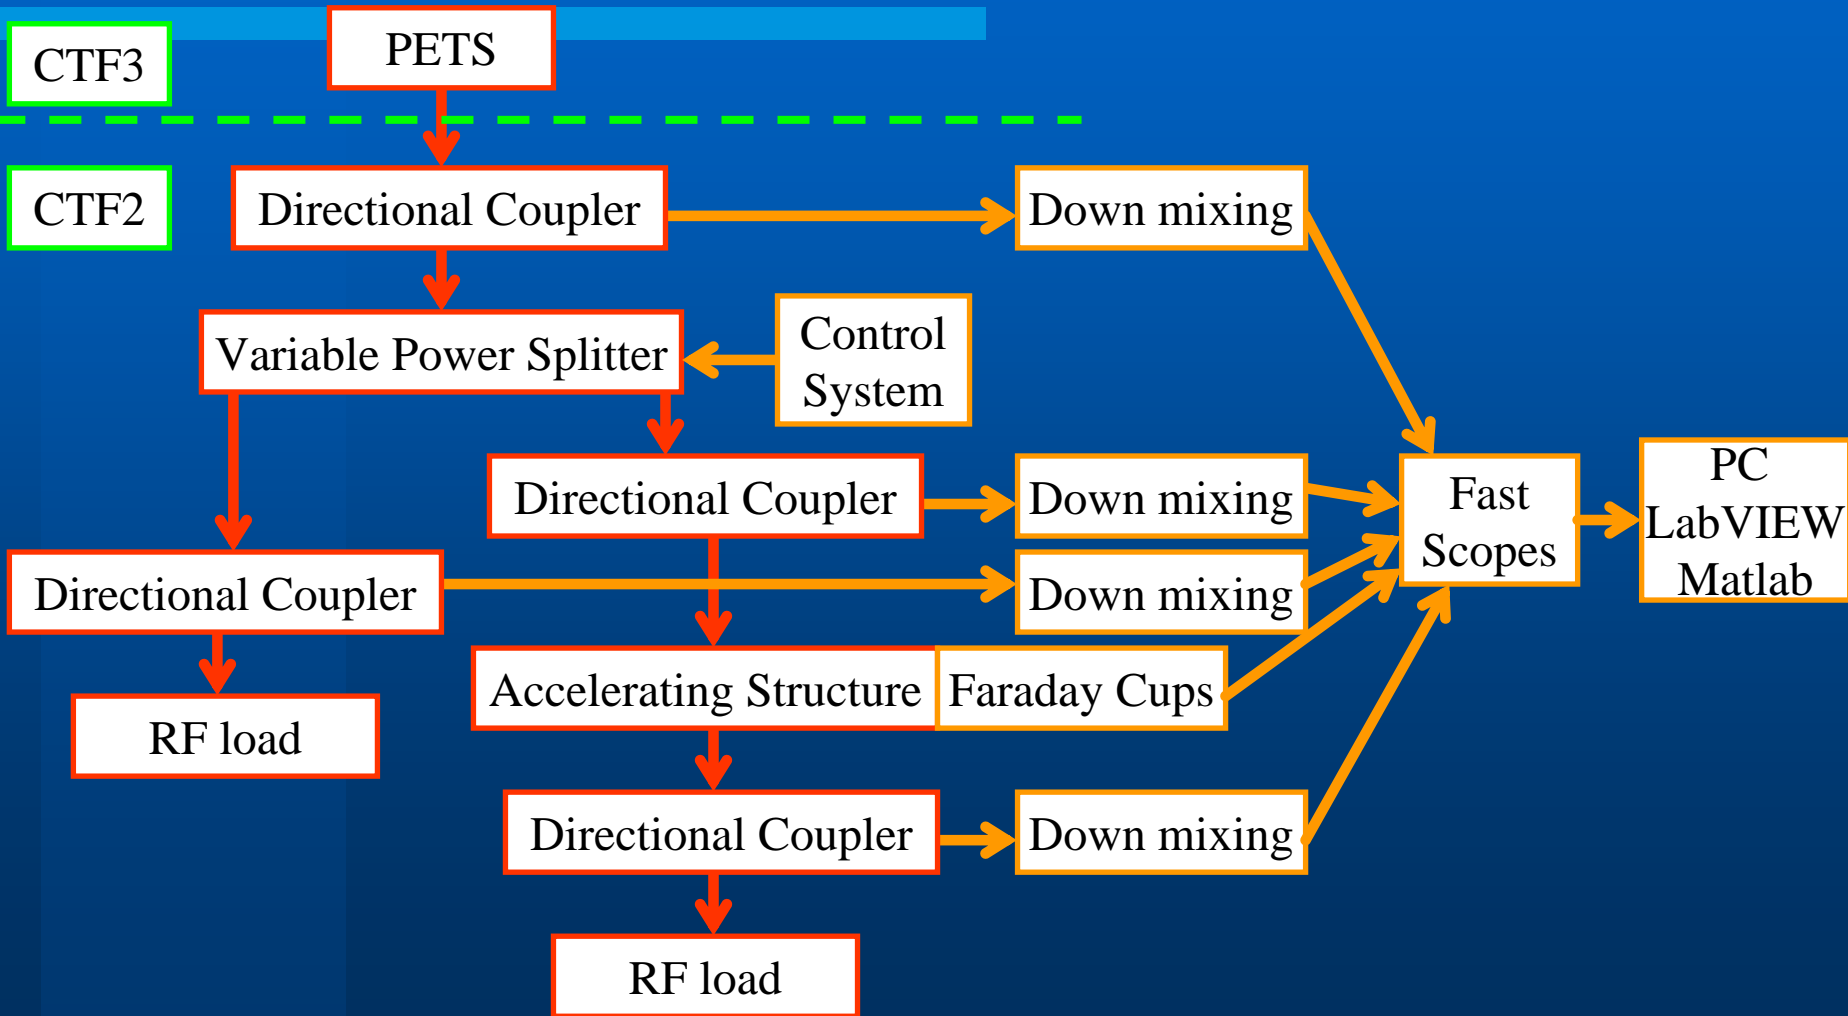 CTF3
PETS
CTF2
Directional Coupler
Down mixing
Variable Power Splitter
Control
System
Directional Coupler
Down mixing
Fast
Scopes
PC
LabVIEW
Matlab
Directional Coupler
Down mixing
Accelerating Structure
Faraday Cups
RF load
Directional Coupler
Down mixing
RF load